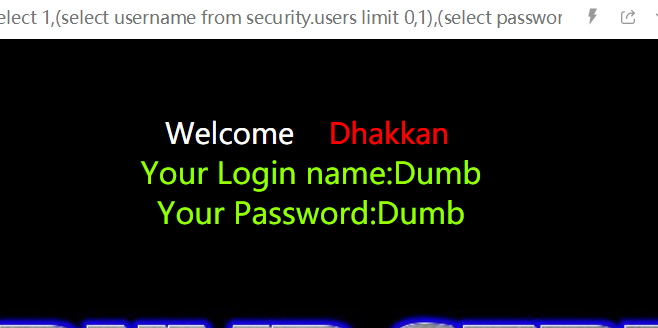 elect 1,(select username from security.users limit 0,1),(select passwor
Welcome Dhakkan
Your Login name:Dumb
Your Password:Dumb